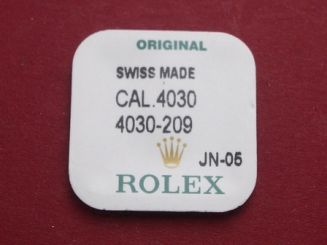 ORIGINAL
SWISS MADE
CAL.4030
4030-209
JN-05
ROLEX